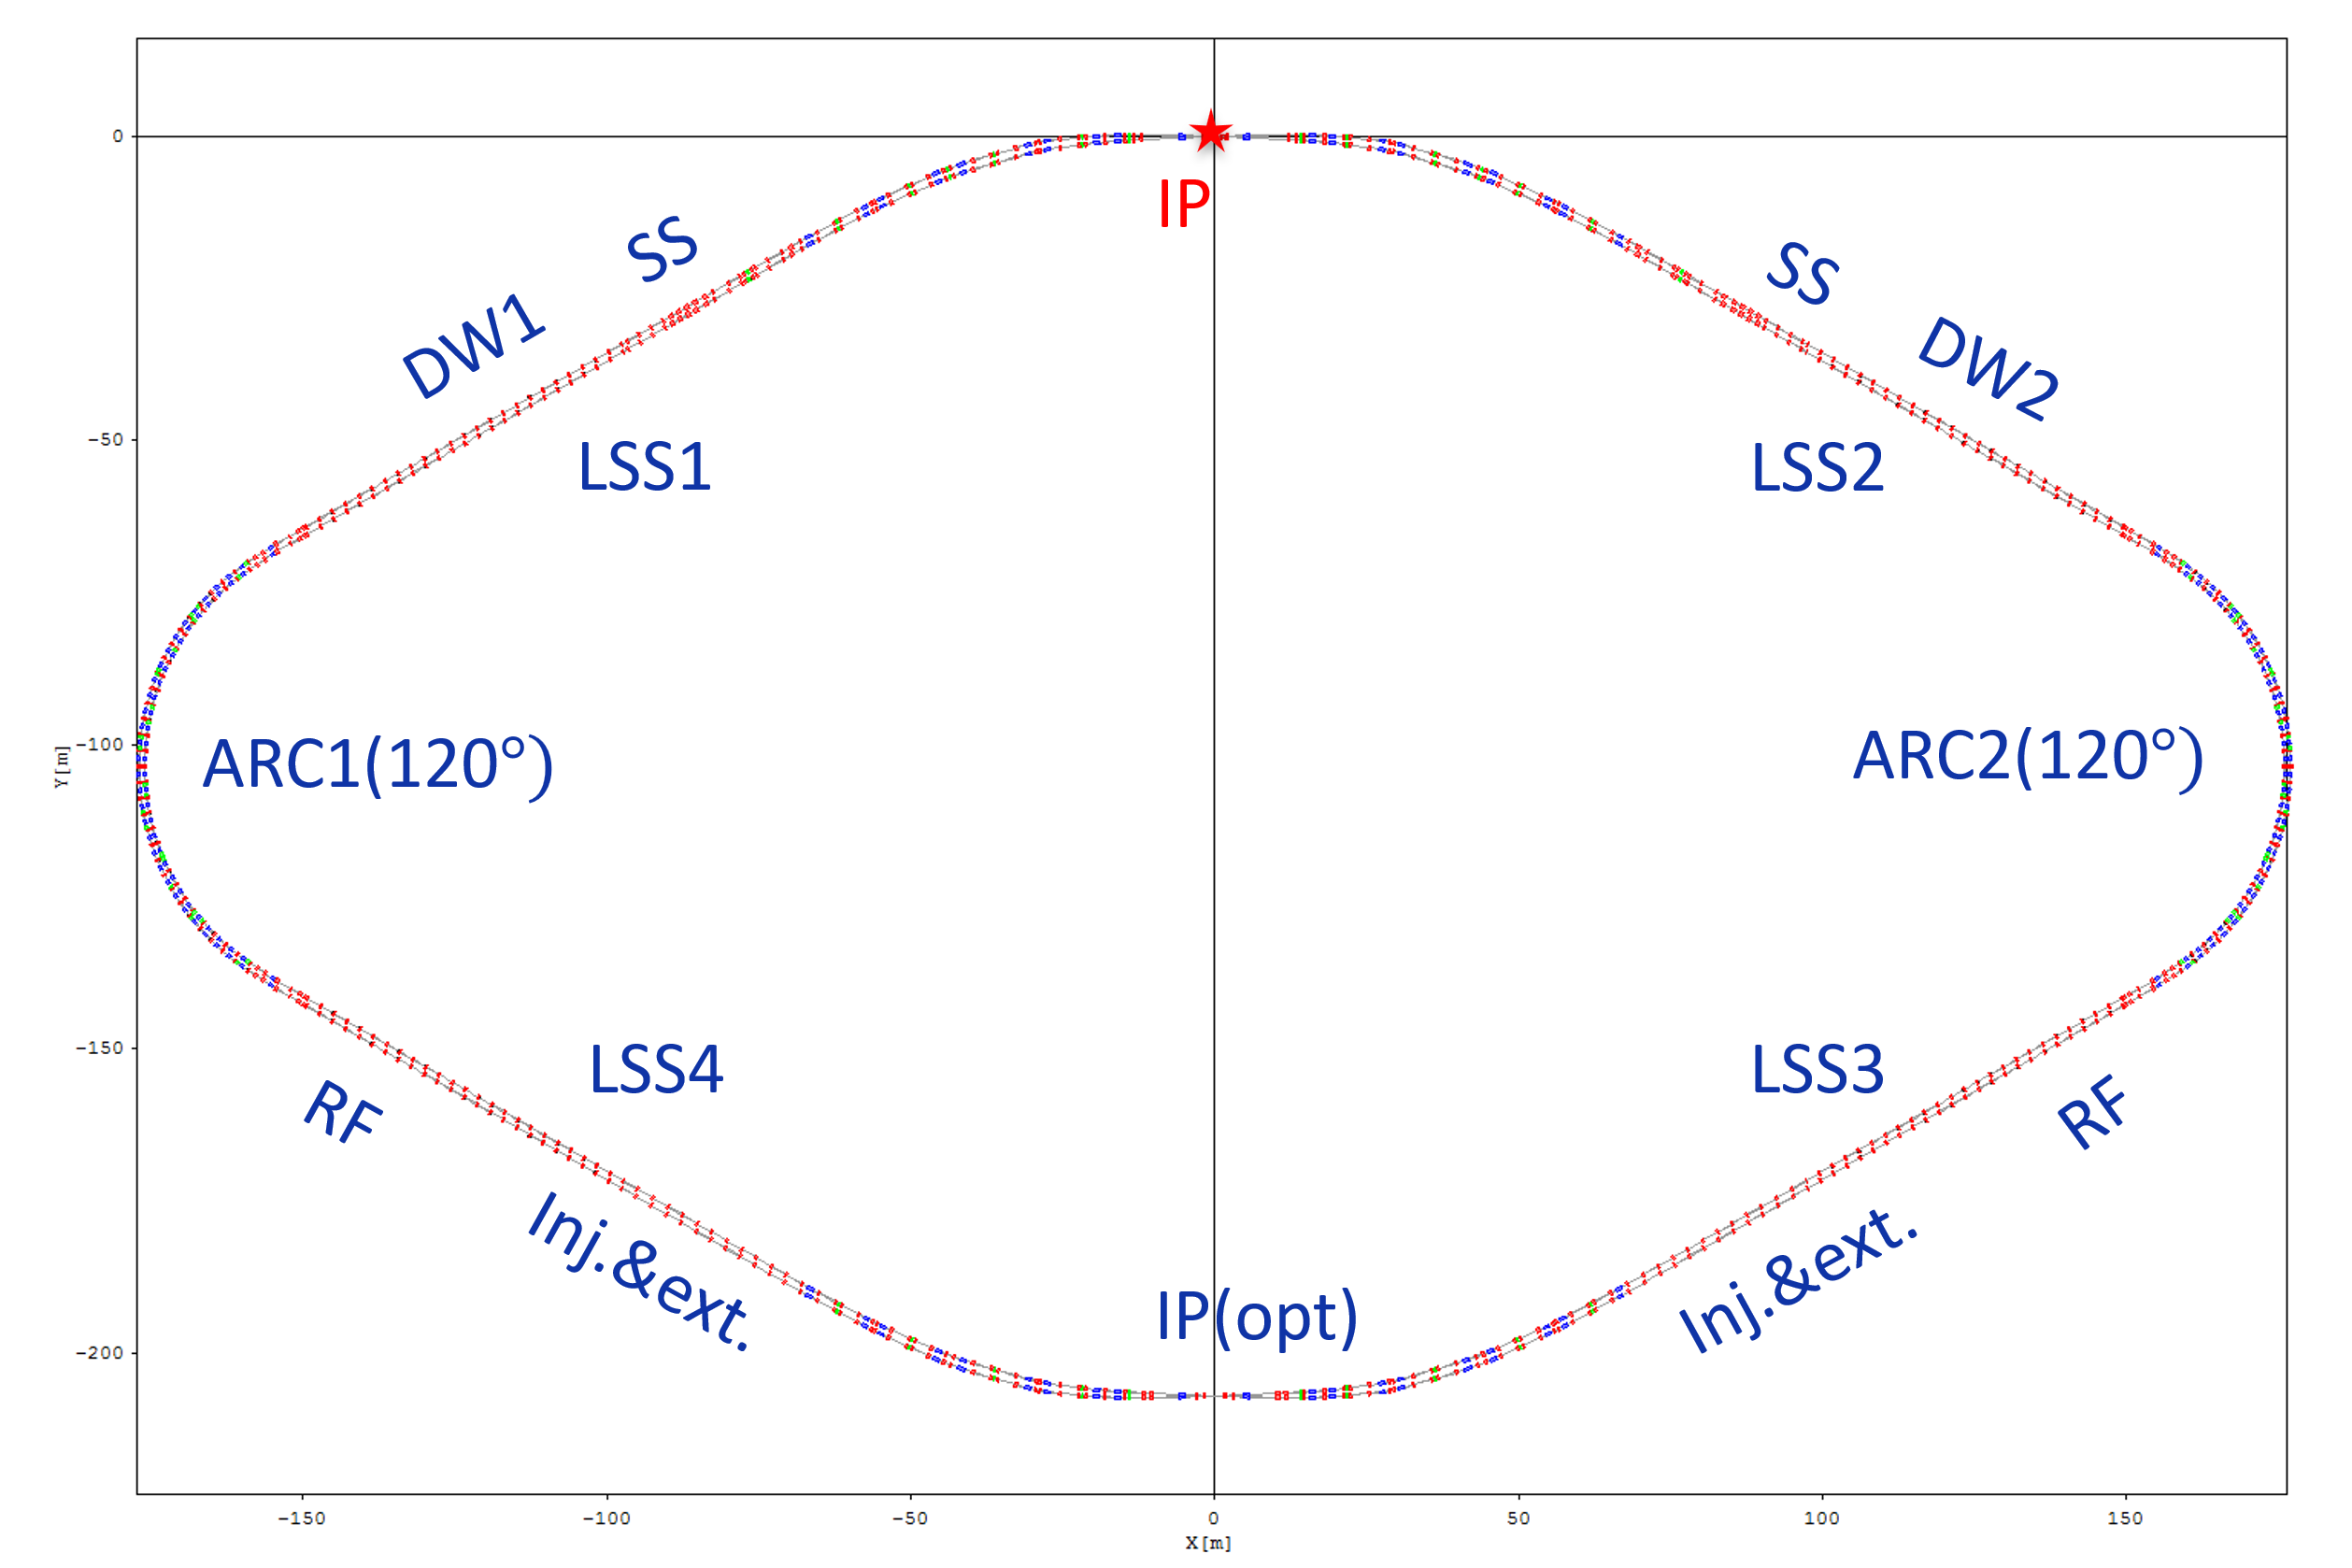 0
IP
SS
SS
DW1
DW2
−50
LSS1
LSS2
ARC1(120°)
ARC2(120°)
−100
Y[m]
LSS4
LSS3
−150
RF
RF
Inj.&ext.
Inj.&ext.
IP(opt)
−200
−150
−100
−50
0
50
100
150
X[m]